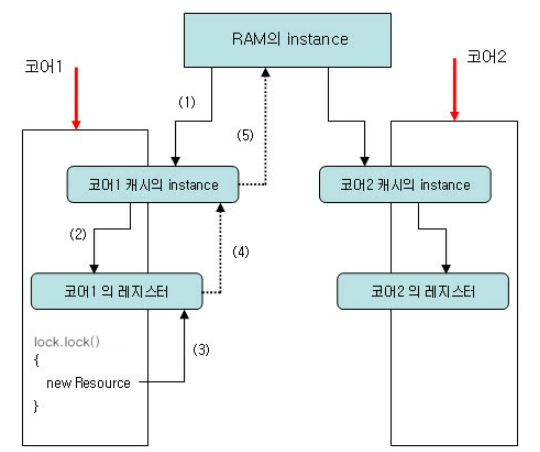 RAM의 instance
코어1
코어2
(1)
(5)
코어1 캐시의 instance
코어2 캐시의 instance
(2)
(4)
코어1 의 레지스터
코어2 의 레지스터
lock.lock()
{
new Resource
}
(3)